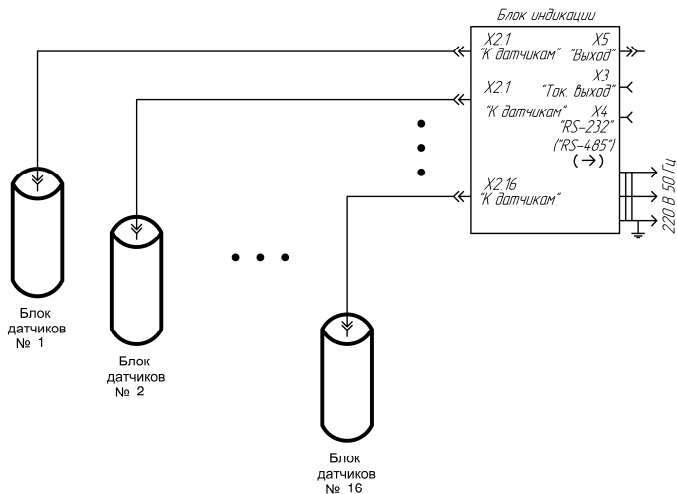 Блок индикации
X2.1
X5
"К датчикам"
"Выход"
X3
X2.1
"Ток. выход"
"К датчикам"
X4
"RS-232"
("RS-485")
(→)
X2.16
"К датчикам"
220 В 50 Гц
Блок
датчиков
№ 1
Блок
датчиков
№ 2
Блок
датчиков
№ 16